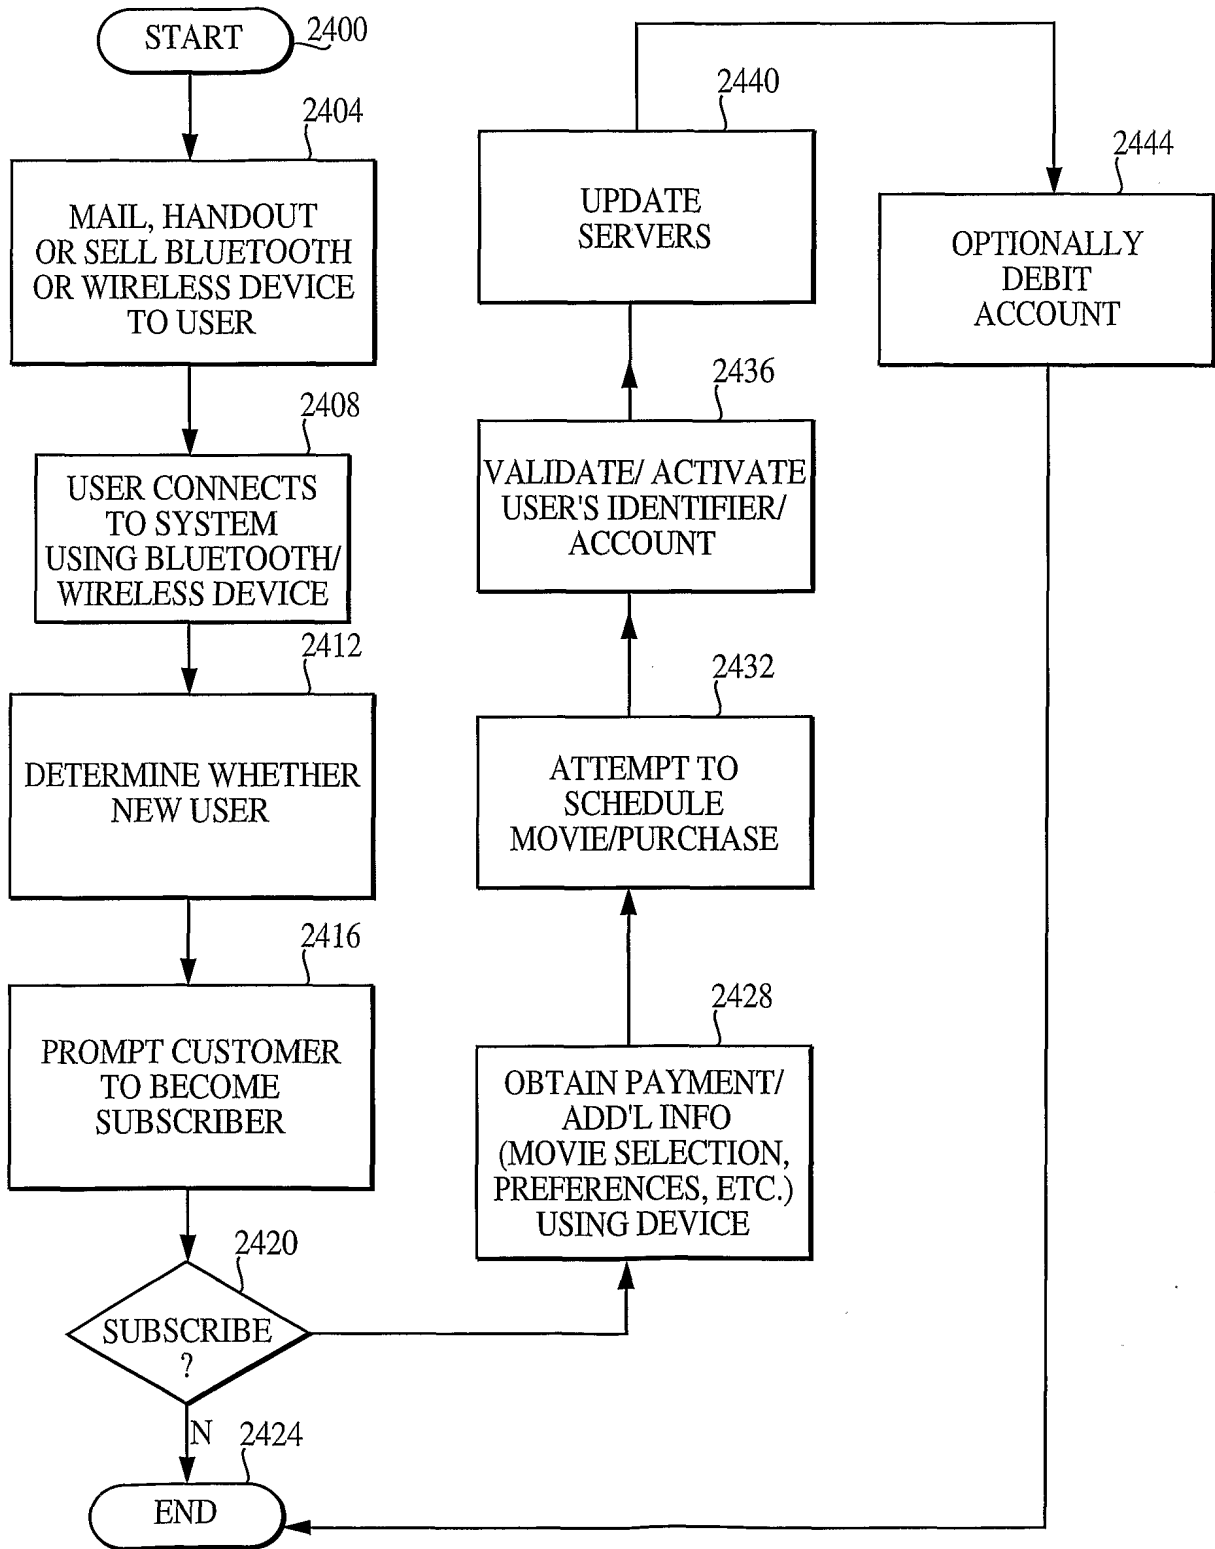 START
2400
2404
MAIL, HANDOUT
OR SELL BLUETOOTH
OR WIRELESS DEVICE
TO USER
2408
USER CONNECTS
TO SYSTEM
USING BLUETOOTH/
WIRELESS DEVICE
2412
DETERMINE WHETHER
NEW USER
2416
PROMPT CUSTOMER
TO BECOME
SUBSCRIBER
2420
SUBSCRIBE
?
N
2424
END
2428
OBTAIN PAYMENT/
ADD'L INFO
(MOVIE SELECTION,
PREFERENCES, ETC.)
USING DEVICE
2432
ATTEMPT TO
SCHEDULE
MOVIE/PURCHASE
2436
VALIDATE/ ACTIVATE
USER'S IDENTIFIER/
ACCOUNT
2440
UPDATE
SERVERS
2444
OPTIONALLY
DEBIT
ACCOUNT